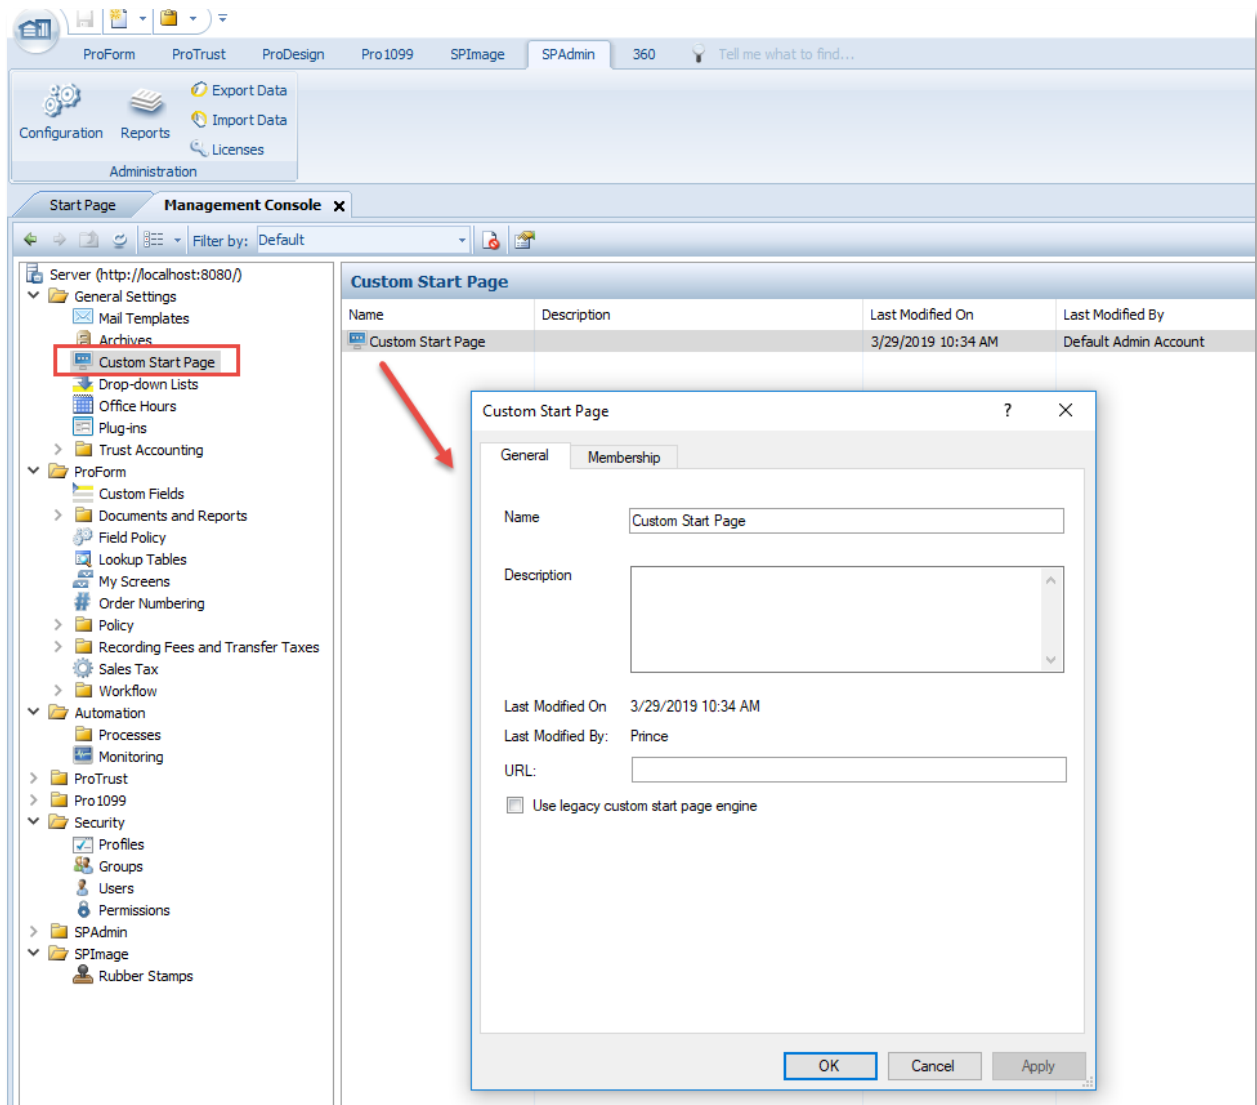 ProForm ProTrust ProDesign Pro1099 SPImage SPAdmin 360 Tell me what to find...
Configuration
Reports
Export Data
Import Data
Licenses
Administration
Start Page Management Console
Filter by: Default
Server (http://localhost:8080/)
General Settings
Mail Templates
Archives
Custom Start Page
Drop-down Lists
Office Hours
Plug-ins
Trust Accounting
ProForm
Custom Fields
Documents and Reports
Field Policy
Lookup Tables
My Screens
Order Numbering
Policy
Recording Fees and Transfer Taxes
Sales Tax
Workflow
Automation
Processes
Monitoring
ProTrust
Pro1099
Security
Profiles
Groups
Users
Permissions
SPAdmin
SPImage
Rubber Stamps
Custom Start Page
Name Description Last Modified On Last Modified By
Custom Start Page 3/29/2019 10:34 AM Default Admin Account
Custom Start Page ?
General Membership
Name Custom Start Page
Description
Last Modified On 3/29/2019 10:34 AM
Last Modified By: Prince
URL:
Use legacy custom start page engine
OK Cancel Apply